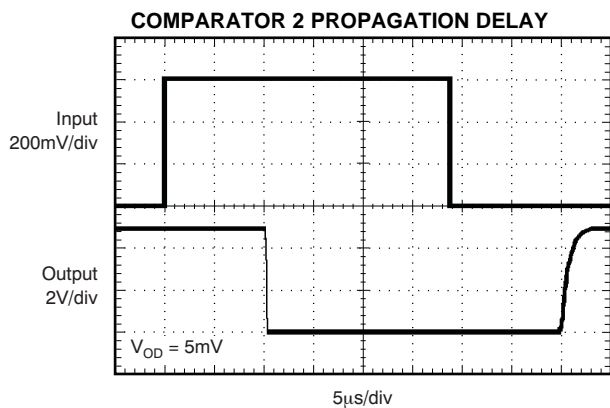 COMPARATOR 2 PROPAGATION DELAY
Input
200mV/div
Output
2V/div
V_OD = 5mV
5µs/div